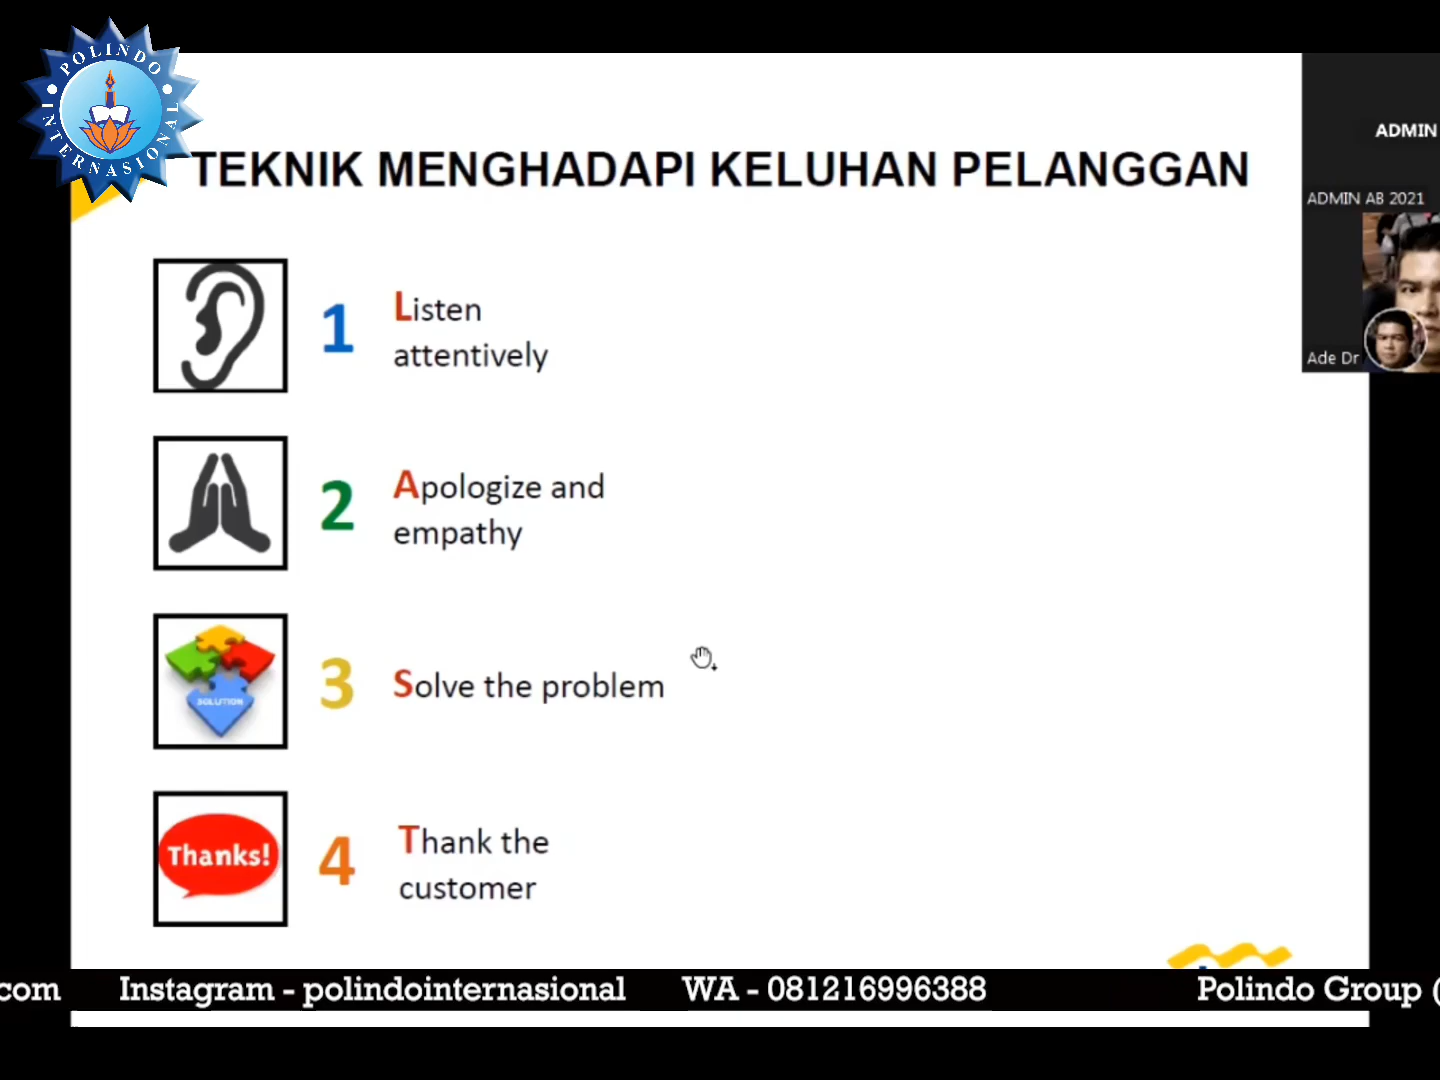 POLINDO
INTERNASIONAL
TEKNIK MENGHADAPI KELUHAN PELANGGAN
ADMIN
ADMIN AB 2021
Ade Dr
1
Listen
attentively
2
Apologize and
empathy
SOLUTION
3
Solve the problem
Thanks!
4
Thank the
customer
com Instagram - polindointernasional WA - 081216996388 Polindo Group (